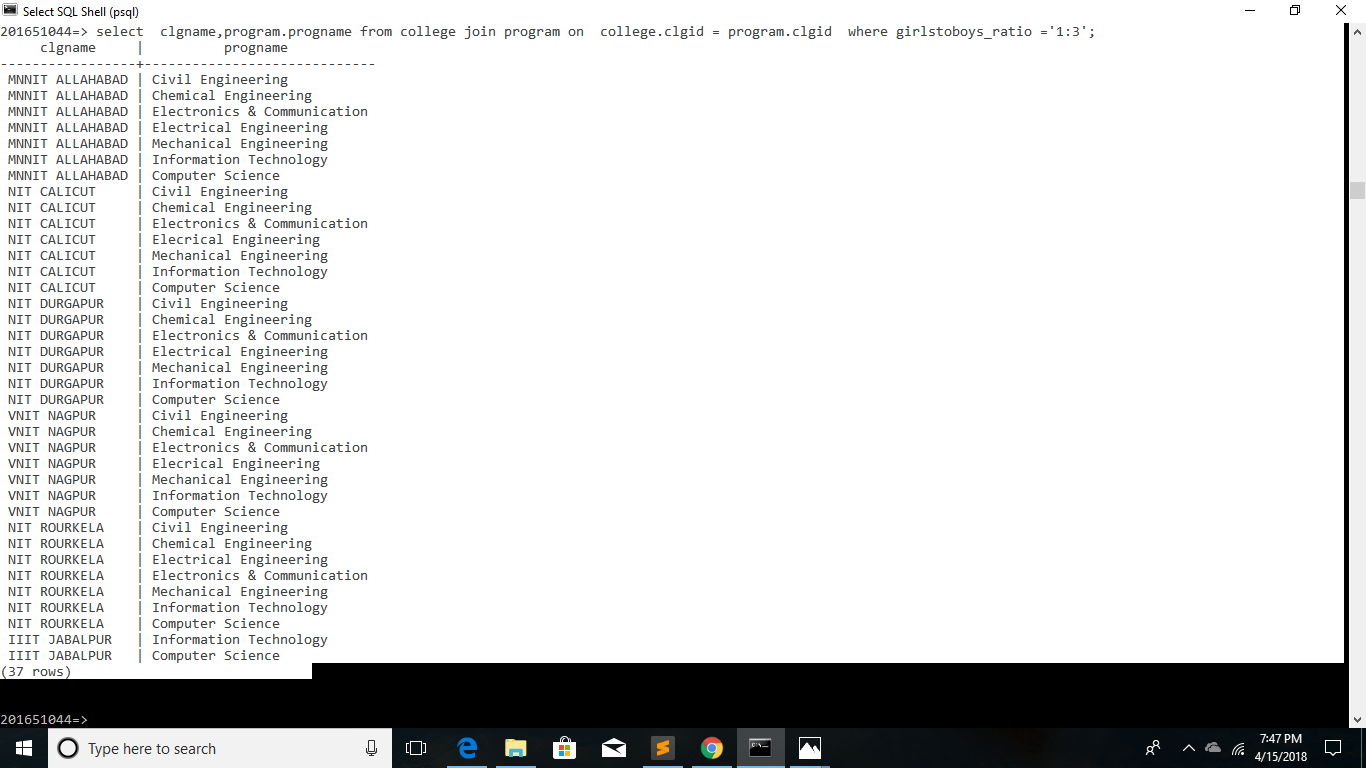 Select SQL Shell (psql)
201651044=> select  clgname,program.progname from college join program on  college.clgid = program.clgid  where girlstoboys_ratio ='1:3';
     clgname     |          progname
-----------------+----------------------------
 MNNIT ALLAHABAD | Civil Engineering
 MNNIT ALLAHABAD | Chemical Engineering
 MNNIT ALLAHABAD | Electronics & Communication
 MNNIT ALLAHABAD | Electrical Engineering
 MNNIT ALLAHABAD | Mechanical Engineering
 MNNIT ALLAHABAD | Information Technology
 MNNIT ALLAHABAD | Computer Science
 NIT CALICUT     | Civil Engineering
 NIT CALICUT     | Chemical Engineering
 NIT CALICUT     | Electronics & Communication
 NIT CALICUT     | Elecrical Engineering
 NIT CALICUT     | Mechanical Engineering
 NIT CALICUT     | Information Technology
 NIT CALICUT     | Computer Science
 NIT DURGAPUR    | Civil Engineering
 NIT DURGAPUR    | Chemical Engineering
 NIT DURGAPUR    | Electronics & Communication
 NIT DURGAPUR    | Electrical Engineering
 NIT DURGAPUR    | Mechanical Engineering
 NIT DURGAPUR    | Information Technology
 NIT DURGAPUR    | Computer Science
 VNIT NAGPUR     | Civil Engineering
 VNIT NAGPUR     | Chemical Engineering
 VNIT NAGPUR     | Electronics & Communication
 VNIT NAGPUR     | Elecrical Engineering
 VNIT NAGPUR     | Mechanical Engineering
 VNIT NAGPUR     | Information Technology
 VNIT NAGPUR     | Computer Science
 NIT ROURKELA    | Civil Engineering
 NIT ROURKELA    | Chemical Engineering
 NIT ROURKELA    | Electrical Engineering
 NIT ROURKELA    | Electronics & Communication
 NIT ROURKELA    | Mechanical Engineering
 NIT ROURKELA    | Information Technology
 NIT ROURKELA    | Computer Science
 IIIT JABALPUR   | Information Technology
 IIIT JABALPUR   | Computer Science
(37 rows)
201651044=>
Type here to search
7:47 PM
4/15/2018